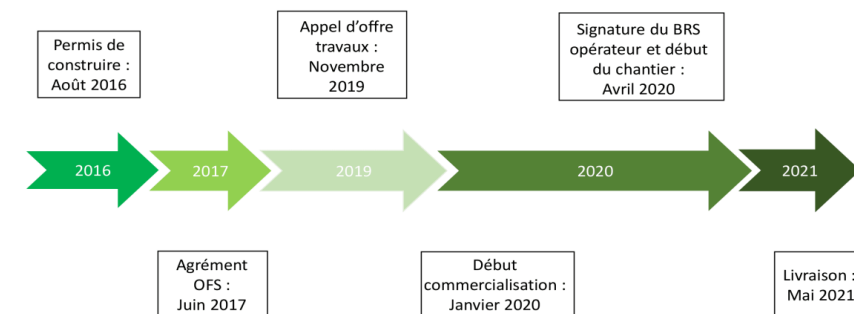 Permis de
construire :
Août 2016
Appel d'offre
travaux :
Novembre
2019
Signature du BRS
opérateur et début
du chantier :
Avril 2020
2016
2017
2019
2020
2021
Agrément
OFS :
Juin 2017
Début
commercialisation :
Janvier 2020
Livraison :
Mai 2021